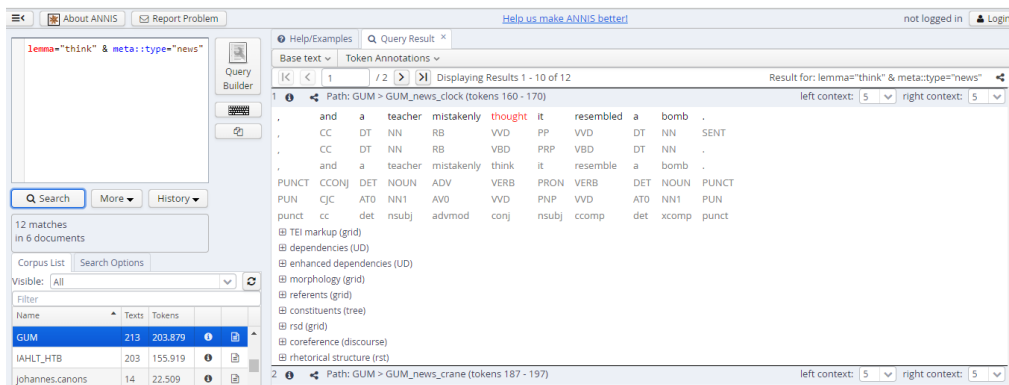 About ANNIS Report Problem Help us make ANNIS better! not logged in Login
lemma="think" & meta::type="news"
Query
Builder
Search More History
12 matches
in 6 documents
Corpus List Search Options
Visible: All
Filter
Name Texts Tokens
GUM 213 203.879
IAHLT_HTB 203 155.919
johannes.canons 14 22.509
Help/Examples Query Result ×
Base text Token Annotations
1 / 2 Displaying Results 1 - 10 of 12 Result for: lemma="think" & meta::type="news"
1 Path: GUM > GUM_news_clock (tokens 160 - 170) left context: 5 right context: 5
, and a teacher mistakenly thought it resembled a bomb .
, CC DT NN RB VVD PP VVD DT NN SENT
, CC DT NN RB VBD PRP VBD DT NN .
, and a teacher mistakenly think it resemble a bomb .
PUNCT CCONJ DET NOUN ADV VERB PRON VERB DET NOUN PUNCT
PUN CJC AT0 NN1 AV0 VVD PNP VVD AT0 NN1 PUN
punct cc det nsubj advmod conj nsubj ccomp det xcomp punct
TEI markup (grid)
dependencies (UD)
enhanced dependencies (UD)
morphology (grid)
referents (grid)
constituents (tree)
rsd (grid)
coreference (discourse)
rhetorical structure (rst)
2 Path: GUM > GUM_news_crane (tokens 187 - 197) left context: 5 right context: 5